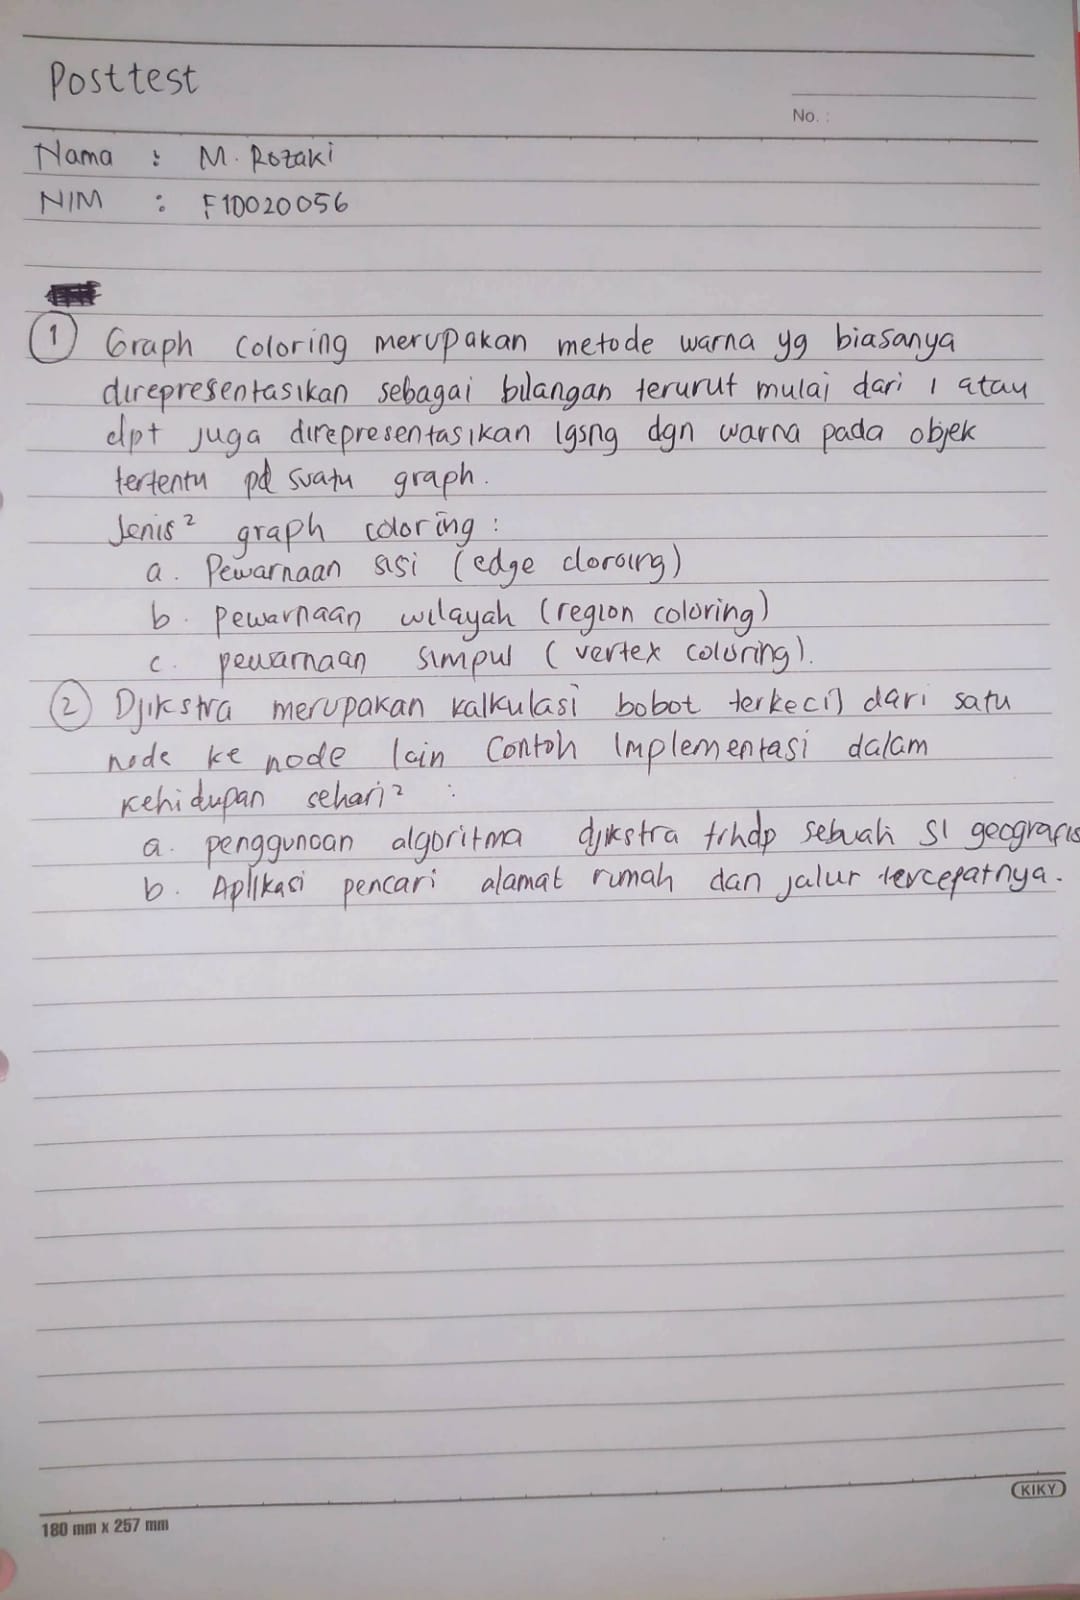 Posttest
No. :
Nama : M. Rozaki
NIM : F10020056
1 Graph coloring merupakan metode warna yg biasanya
direpresentasikan sebagai bilangan terurut mulai dari 1 atau
dpt juga direpresentasikan lgsng dgn warna pada objek
tertentu pd suatu graph.
Jenis² graph coloring :
a. Pewarnaan sisi (edge cloroing)
b. pewarnaan wilayah (region coloring)
c. pewarnaan simpul (vertex coloring).
2 Djikstra merupakan kalkulasi bobot terkecil dari satu
node ke node lain Contoh Implementasi dalam
kehidupan sehari² :
a. penggunaan algoritma djikstra trhdp sebuah SI geografis
b. Aplikasi pencari alamat rumah dan jalur tercepatnya.
KIKY
180 mm x 257 mm